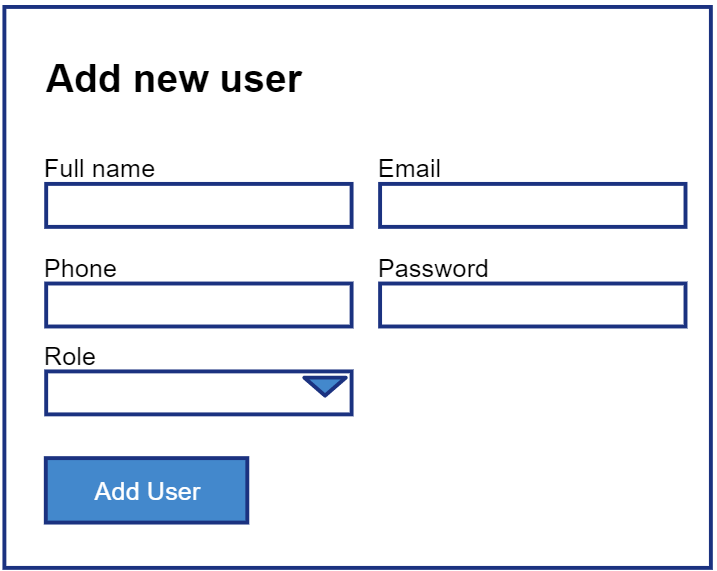 Add new user
Full name
Email
Phone
Password
Role
Add User